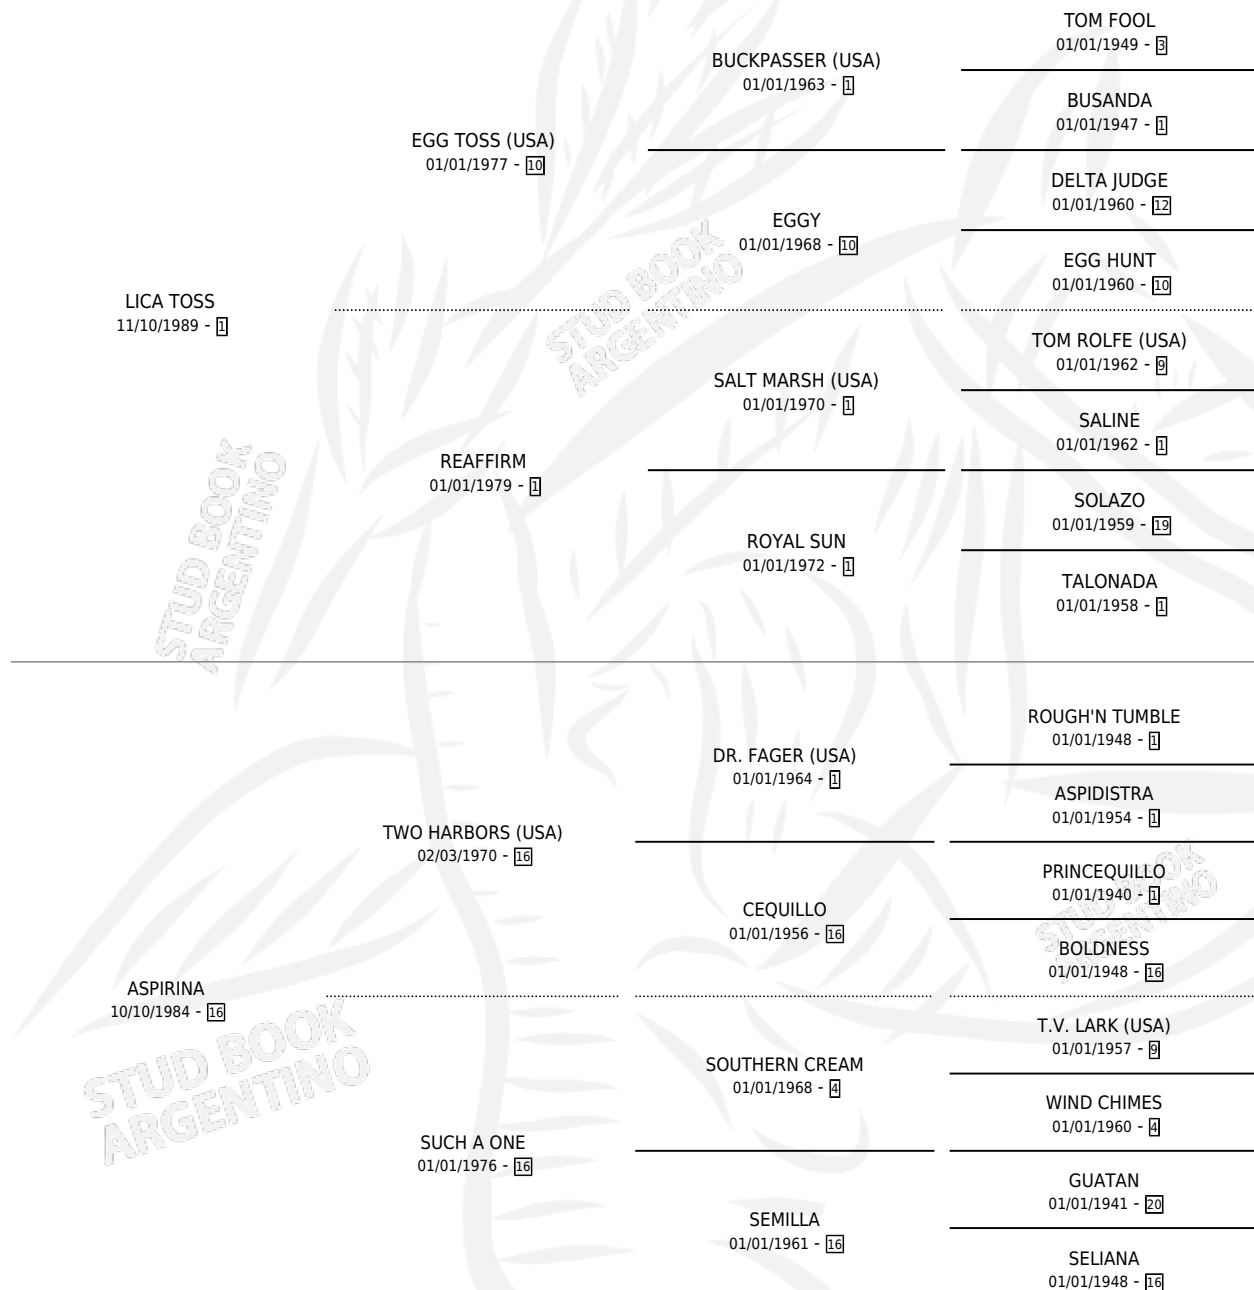 TOM FOOL
01/01/1949 - 3
BUCKPASSER (USA)
01/01/1963 - 1
BUSANDA
01/01/1947 - 1
EGG TOSS (USA)
01/01/1977 - 10
DELTA JUDGE
01/01/1960 - 12
EGGY
01/01/1968 - 10
EGG HUNT
01/01/1960 - 10
LICA TOSS
11/10/1989 - 1
TOM ROLFE (USA)
01/01/1962 - 9
SALT MARSH (USA)
01/01/1970 - 1
SALINE
01/01/1962 - 1
REAFFIRM
01/01/1979 - 1
SOLAZO
01/01/1959 - 19
ROYAL SUN
01/01/1972 - 1
TALONADA
01/01/1958 - 1
ROUGH'N TUMBLE
01/01/1948 - 1
DR. FAGER (USA)
01/01/1964 - 1
ASPIDISTRA
01/01/1954 - 1
TWO HARBORS (USA)
02/03/1970 - 16
PRINCEQUILLO
01/01/1940 - 1
CEQUILLO
01/01/1956 - 16
BOLDNESS
01/01/1948 - 16
ASPIRINA
10/10/1984 - 16
T.V. LARK (USA)
01/01/1957 - 9
SOUTHERN CREAM
01/01/1968 - 4
WIND CHIMES
01/01/1960 - 4
SUCH A ONE
01/01/1976 - 16
GUATAN
01/01/1941 - 20
SEMILLA
01/01/1961 - 16
SELIANA
01/01/1948 - 16
STUD BOOK
ARGENTINO
STUD BOOK
ARGENTINO
STUD BOOK
ARGENTINO
STUD BOOK
ARGENTINO